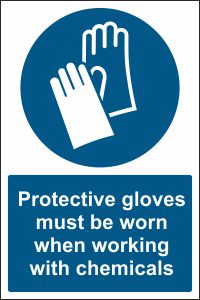 Protective gloves
must be worn
when working
with chemicals